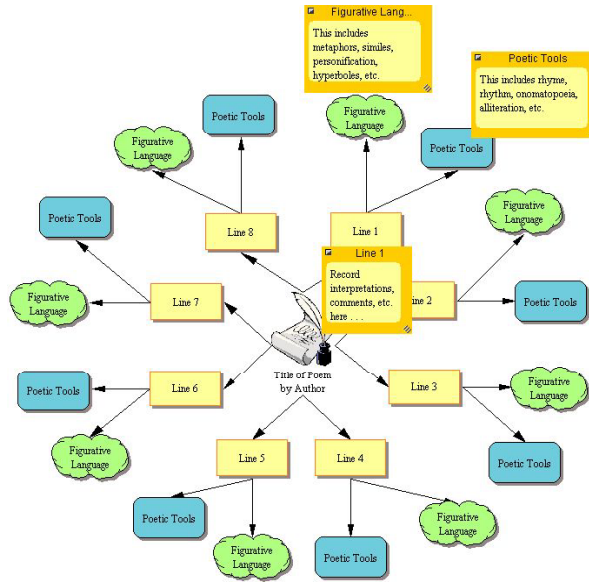 Figurative Lang...
This includes
metaphors, similes,
personification,
hyperboles, etc.
Poetic Tools
This includes rhyme,
rhythm, onomatopoeia,
alliteration, etc.
Poetic Tools
Figurative
Language
Figurative
Language
Poetic Tools
Line 8
Line 1
Poetic Tools
Figurative
Language
Line 1
Record
interpretations,
comments, etc.
here . . .
Line 7
Line 2
Figurative
Language
Poetic Tools
Title of Poem
by Author
Line 6
Line 3
Poetic Tools
Figurative
Language
Figurative
Language
Poetic Tools
Line 5
Line 4
Poetic Tools
Figurative
Language
Figurative
Language
Poetic Tools